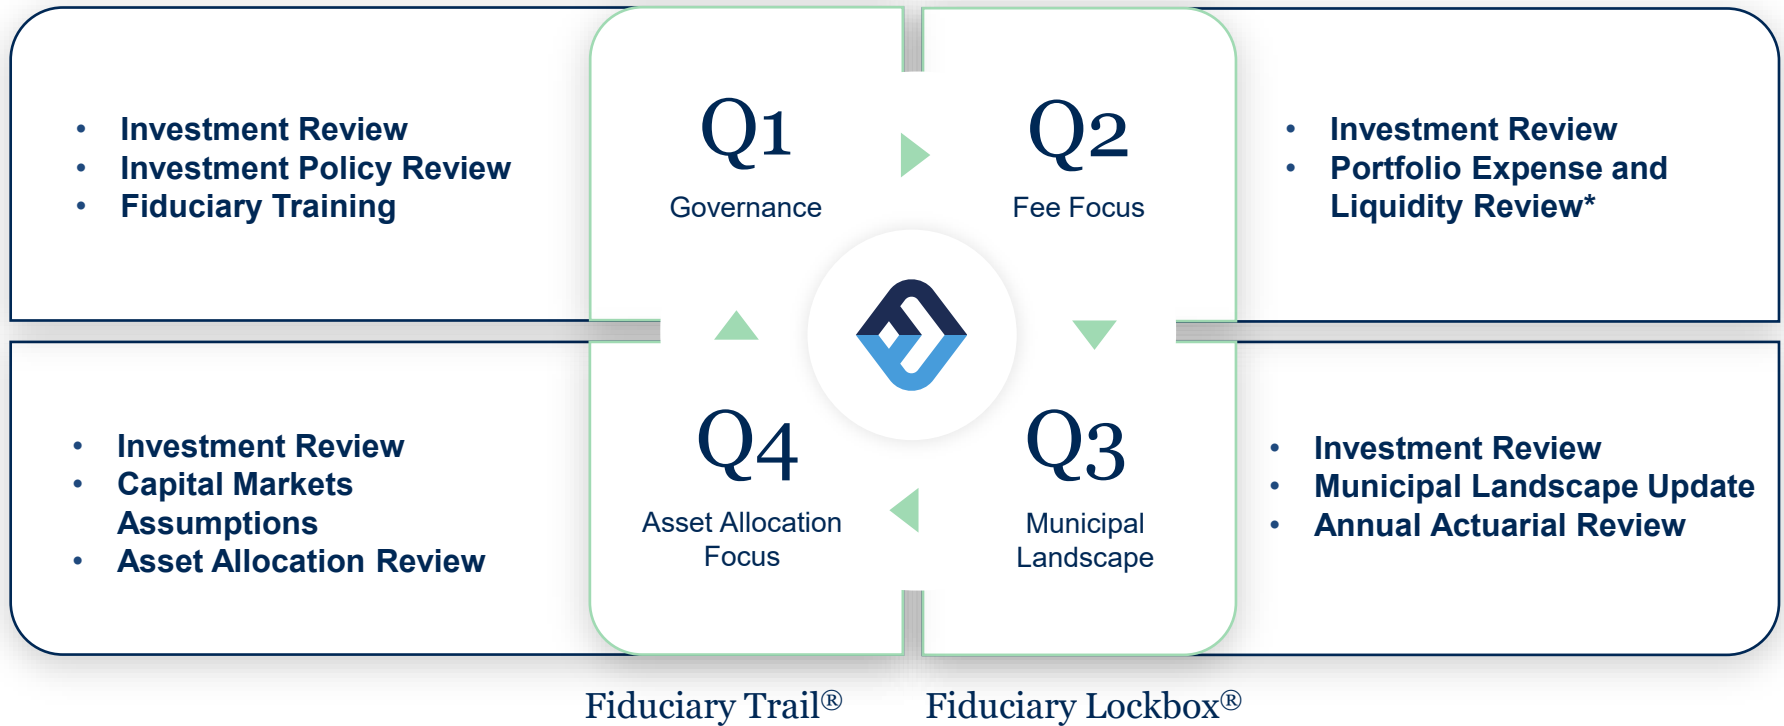 • Investment Review
• Investment Policy Review
• Fiduciary Training
Q1
Governance
Q2
Fee Focus
• Investment Review
• Portfolio Expense and
Liquidity Review*
• Investment Review
• Capital Markets
Assumptions
• Asset Allocation Review
Q4
Asset Allocation
Focus
Q3
Municipal
Landscape
• Investment Review
• Municipal Landscape Update
• Annual Actuarial Review
Fiduciary Trail®
Fiduciary Lockbox®